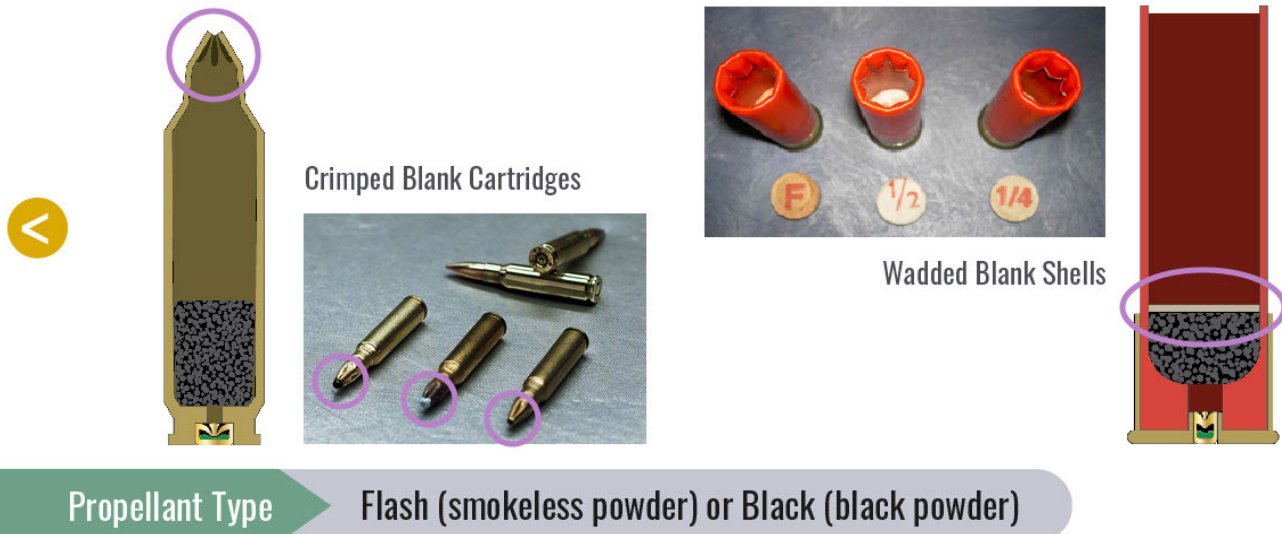 <
Crimped Blank Cartridges
F
1/2
1/4
Wadded Blank Shells
Propellant Type
Flash (smokeless powder) or Black (black powder)